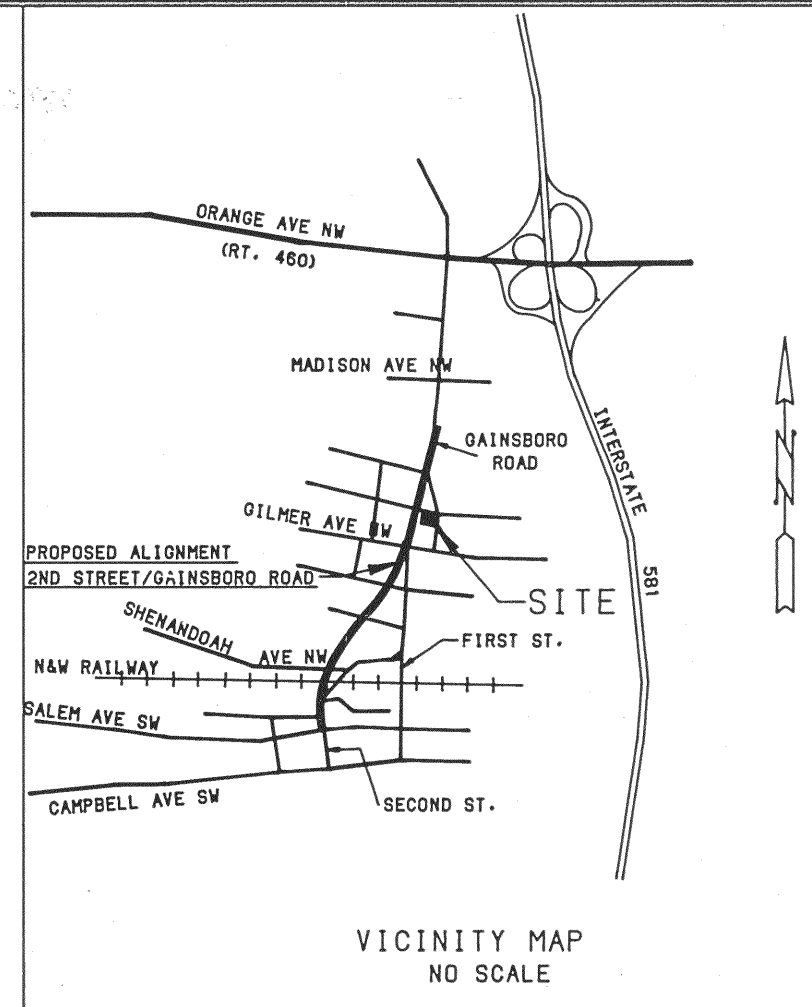 ORANGE AVE NW
(RT. 460)
MADISON AVE NW
GAINSBORO
ROAD
INTERSTATE
581
GILMER AVE NW
PROPOSED ALIGNMENT
2ND STREET/GAINSBORO ROAD
SITE
SHENANDOAH
AVE NW
FIRST ST.
N&W RAILWAY
SALEM AVE SW
CAMPBELL AVE SW
SECOND ST.
N
VICINITY MAP
NO SCALE